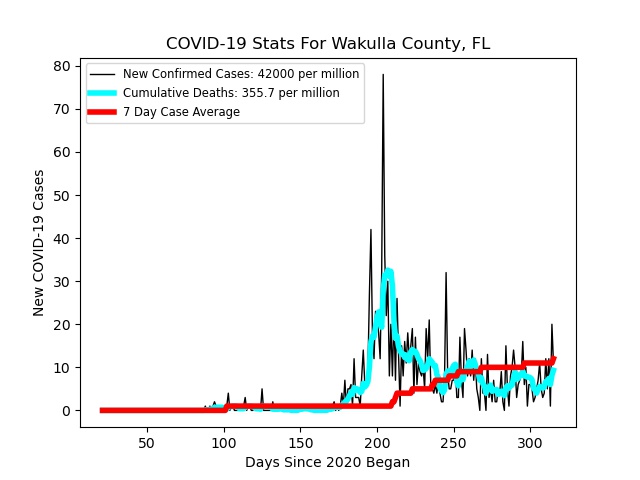 COVID-19 Stats For Wakulla County, FL
New Confirmed Cases: 42000 per million
Cumulative Deaths: 355.7 per million
7 Day Case Average
80
70
60
50
40
30
20
10
0
New COVID-19 Cases
50 100 150 200 250 300
Days Since 2020 Began